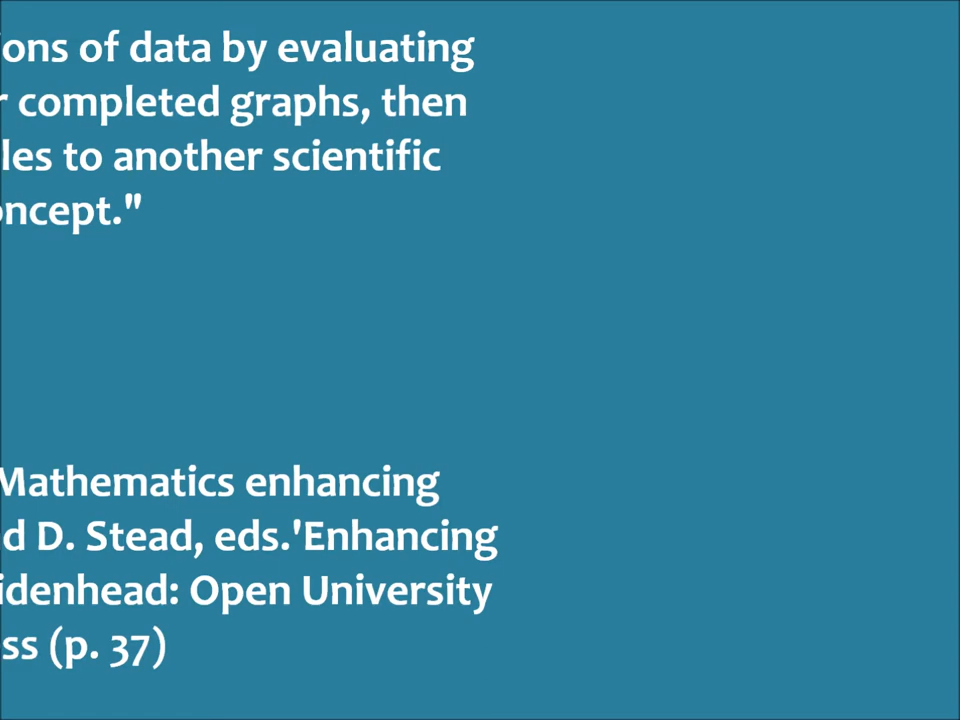 ions of data by evaluating
r completed graphs, then
les to another scientific
oncept."
Mathematics enhancing
d D. Stead, eds.'Enhancing
idenhead: Open University
ss (p. 37)